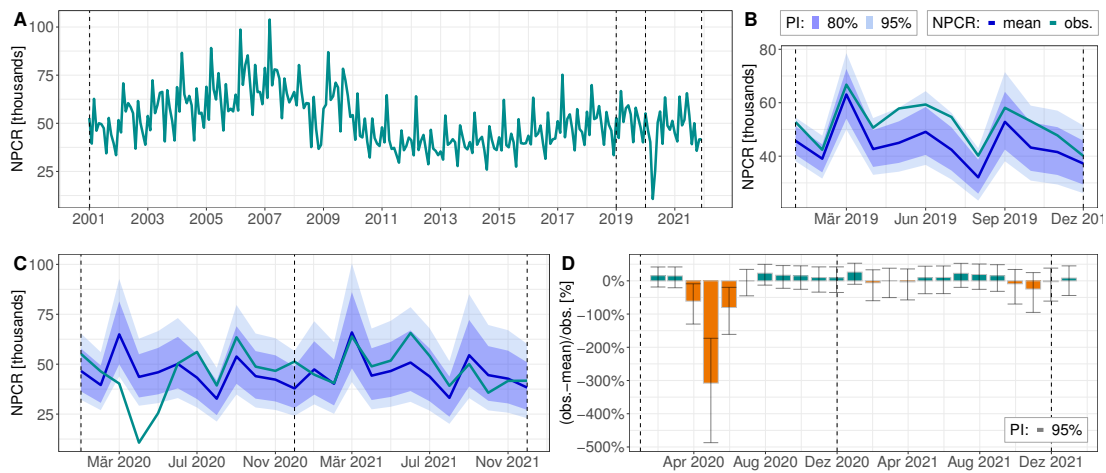 A
NPCR [thousands]
100
75
50
25
2001 2003 2005 2007 2009 2011 2013 2015 2017 2019 2021
PI: 80% 95% NPCR: mean obs.
B
NPCR [thousands]
80
60
40
Mär 2019 Jun 2019 Sep 2019 Dez 201
C
NPCR [thousands]
100
75
50
25
Mär 2020 Jul 2020 Nov 2020 Mär 2021 Jul 2021 Nov 2021
D
(obs.−mean)/obs. [%]
0%
−100%
−200%
−300%
−400%
−500%
PI: 95%
Apr 2020 Aug 2020 Dez 2020 Apr 2021 Aug 2021 Dez 2021